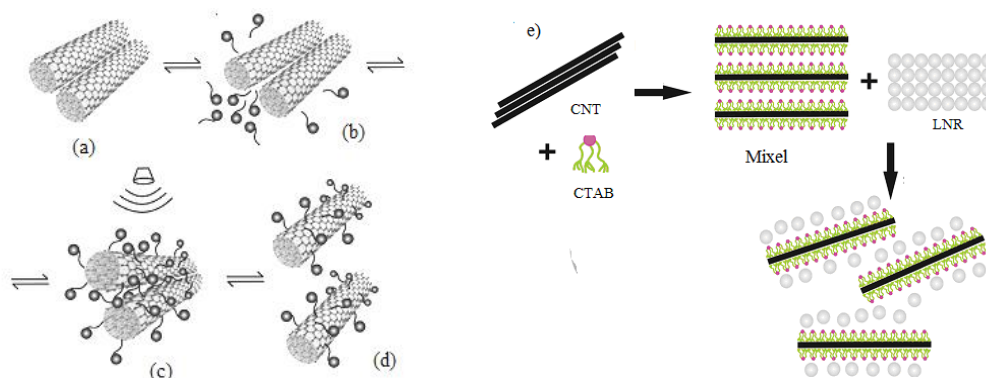 (a)
(b)
(c)
(d)
e)
CNT
+
CTAB
Mixel
+
LNR